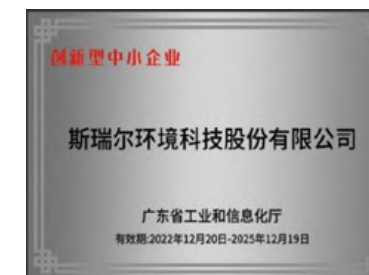 创新型中小企业
斯瑞尔环境科技股份有限公司
广东省工业和信息化厅
有效期:2022年12月20日-2025年12月19日